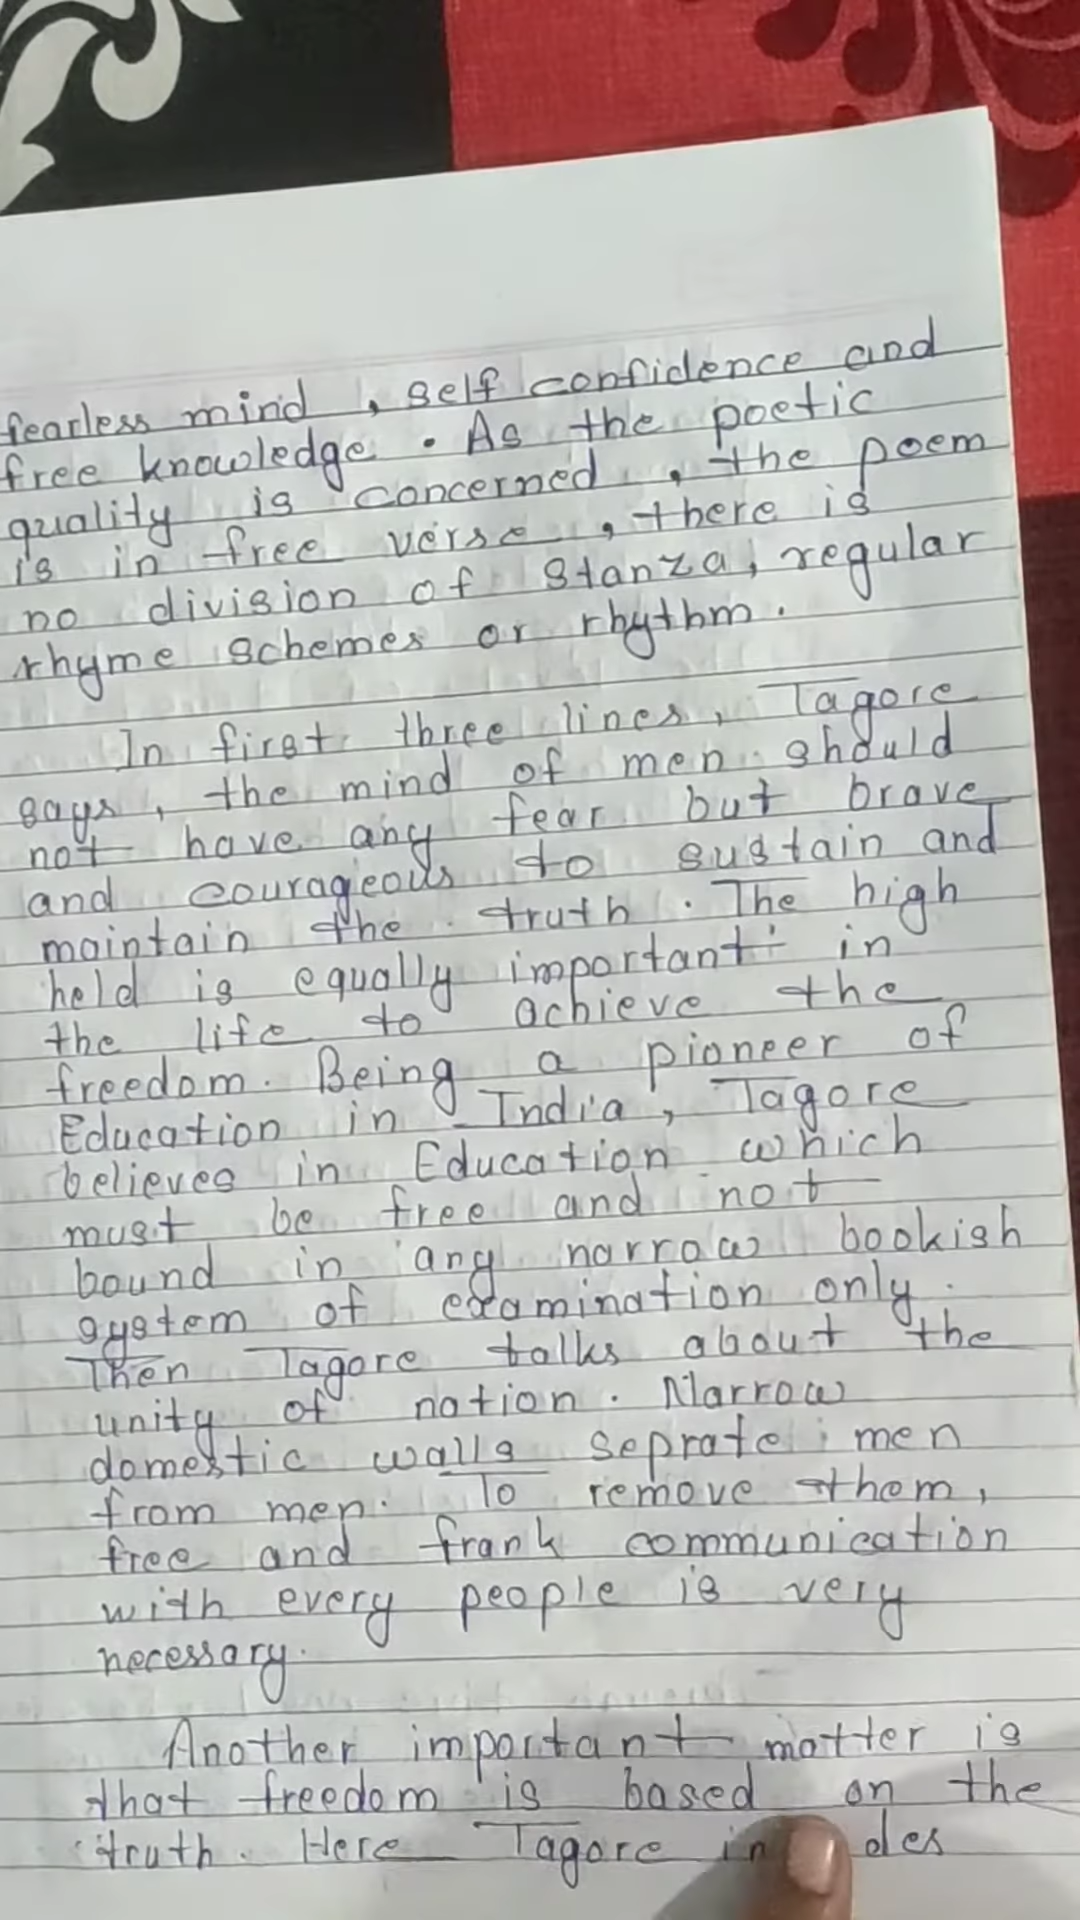 fearless mind, self confidence and
free knowledge. As the poetic
quality is concerned, the poem
is in free verse, there is
no division of stanza, regular
rhyme schemes or rhythm.
In first three lines, Tagore
says, the mind of men should
not have any fear but brave
and courageous to sustain and
maintain the truth. The high
held is equally important in
the life to achieve the
freedom. Being a pioneer of
Education in India, Tagore
believes in Education which
must be free and not
bound in any narrow bookish
system of examination only.
Then Tagore talks about the
unity of nation. Narrow
domestic walls seprate men
from men. To remove them,
free and frank communication
with every people is very
necessary.
Another important matter is
that freedom is based on the
truth. Here Tagore